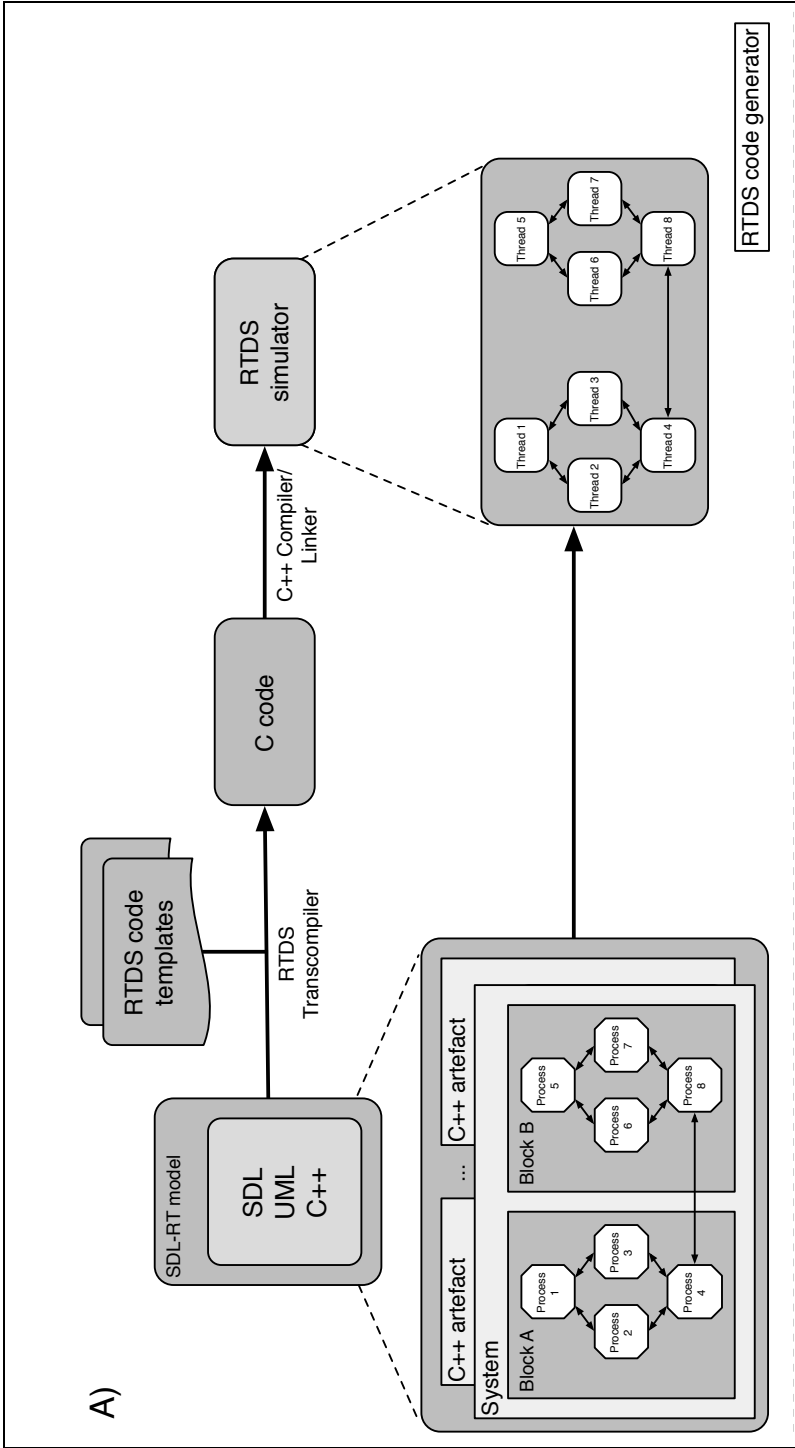 A)
SDL-RT model
SDL
UML
C++
RTDS code
templates
RTDS
Transcompiler
C code
C++ Compiler/
Linker
RTDS
simulator
C++ artefact
...
C++ artefact
System
Block A
Process
1
Process
2
Process
3
Process
4
Block B
Process
5
Process
6
Process
7
Process
8
Thread 1
Thread 2
Thread 3
Thread 4
Thread 5
Thread 6
Thread 7
Thread 8
RTDS code generator